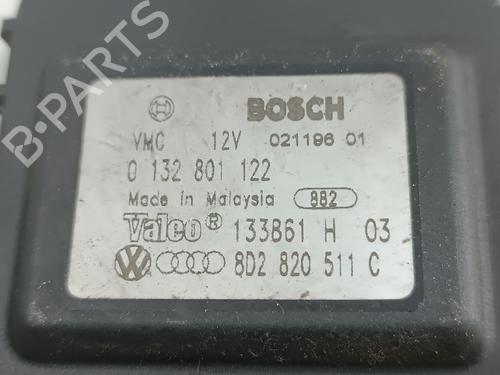 B-PARTS
BOSCH
VMC 12V 021196 01
0 132 801 122
Made in Malaysia 882
Valeo® 133861 H 03
8D2 820 511 C